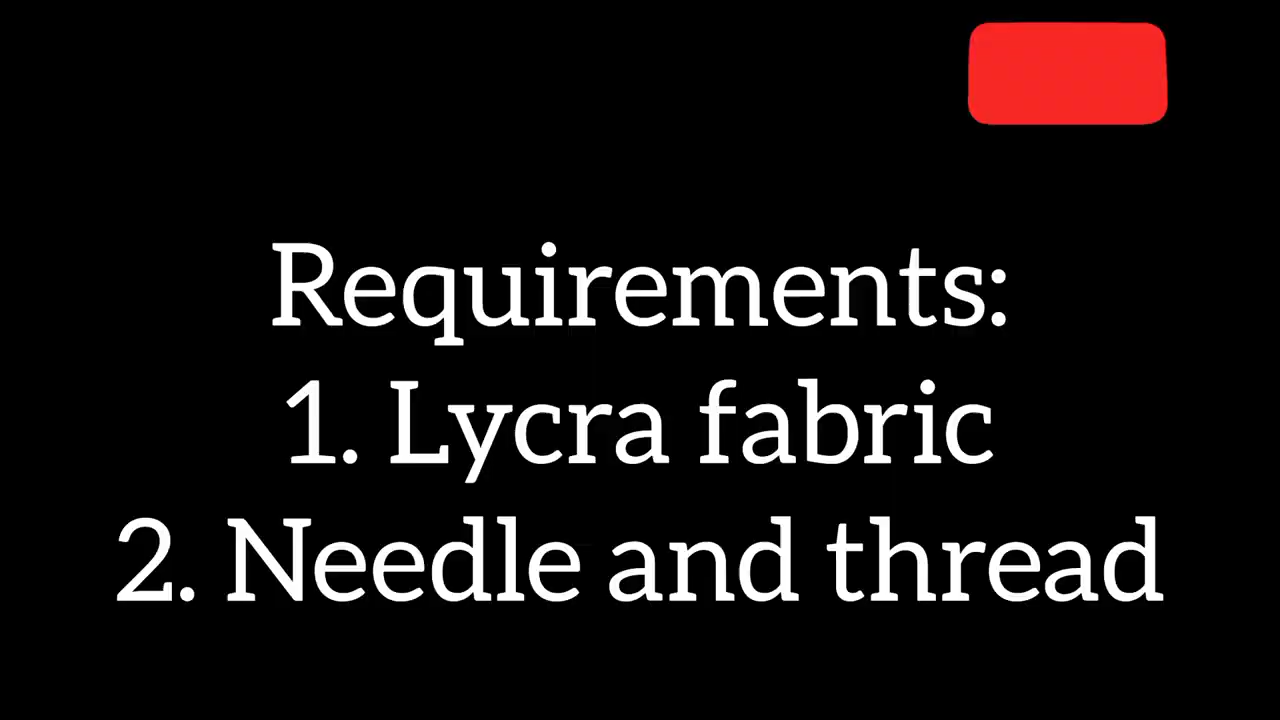 Requirements:
1. Lycra fabric
2. Needle and thread